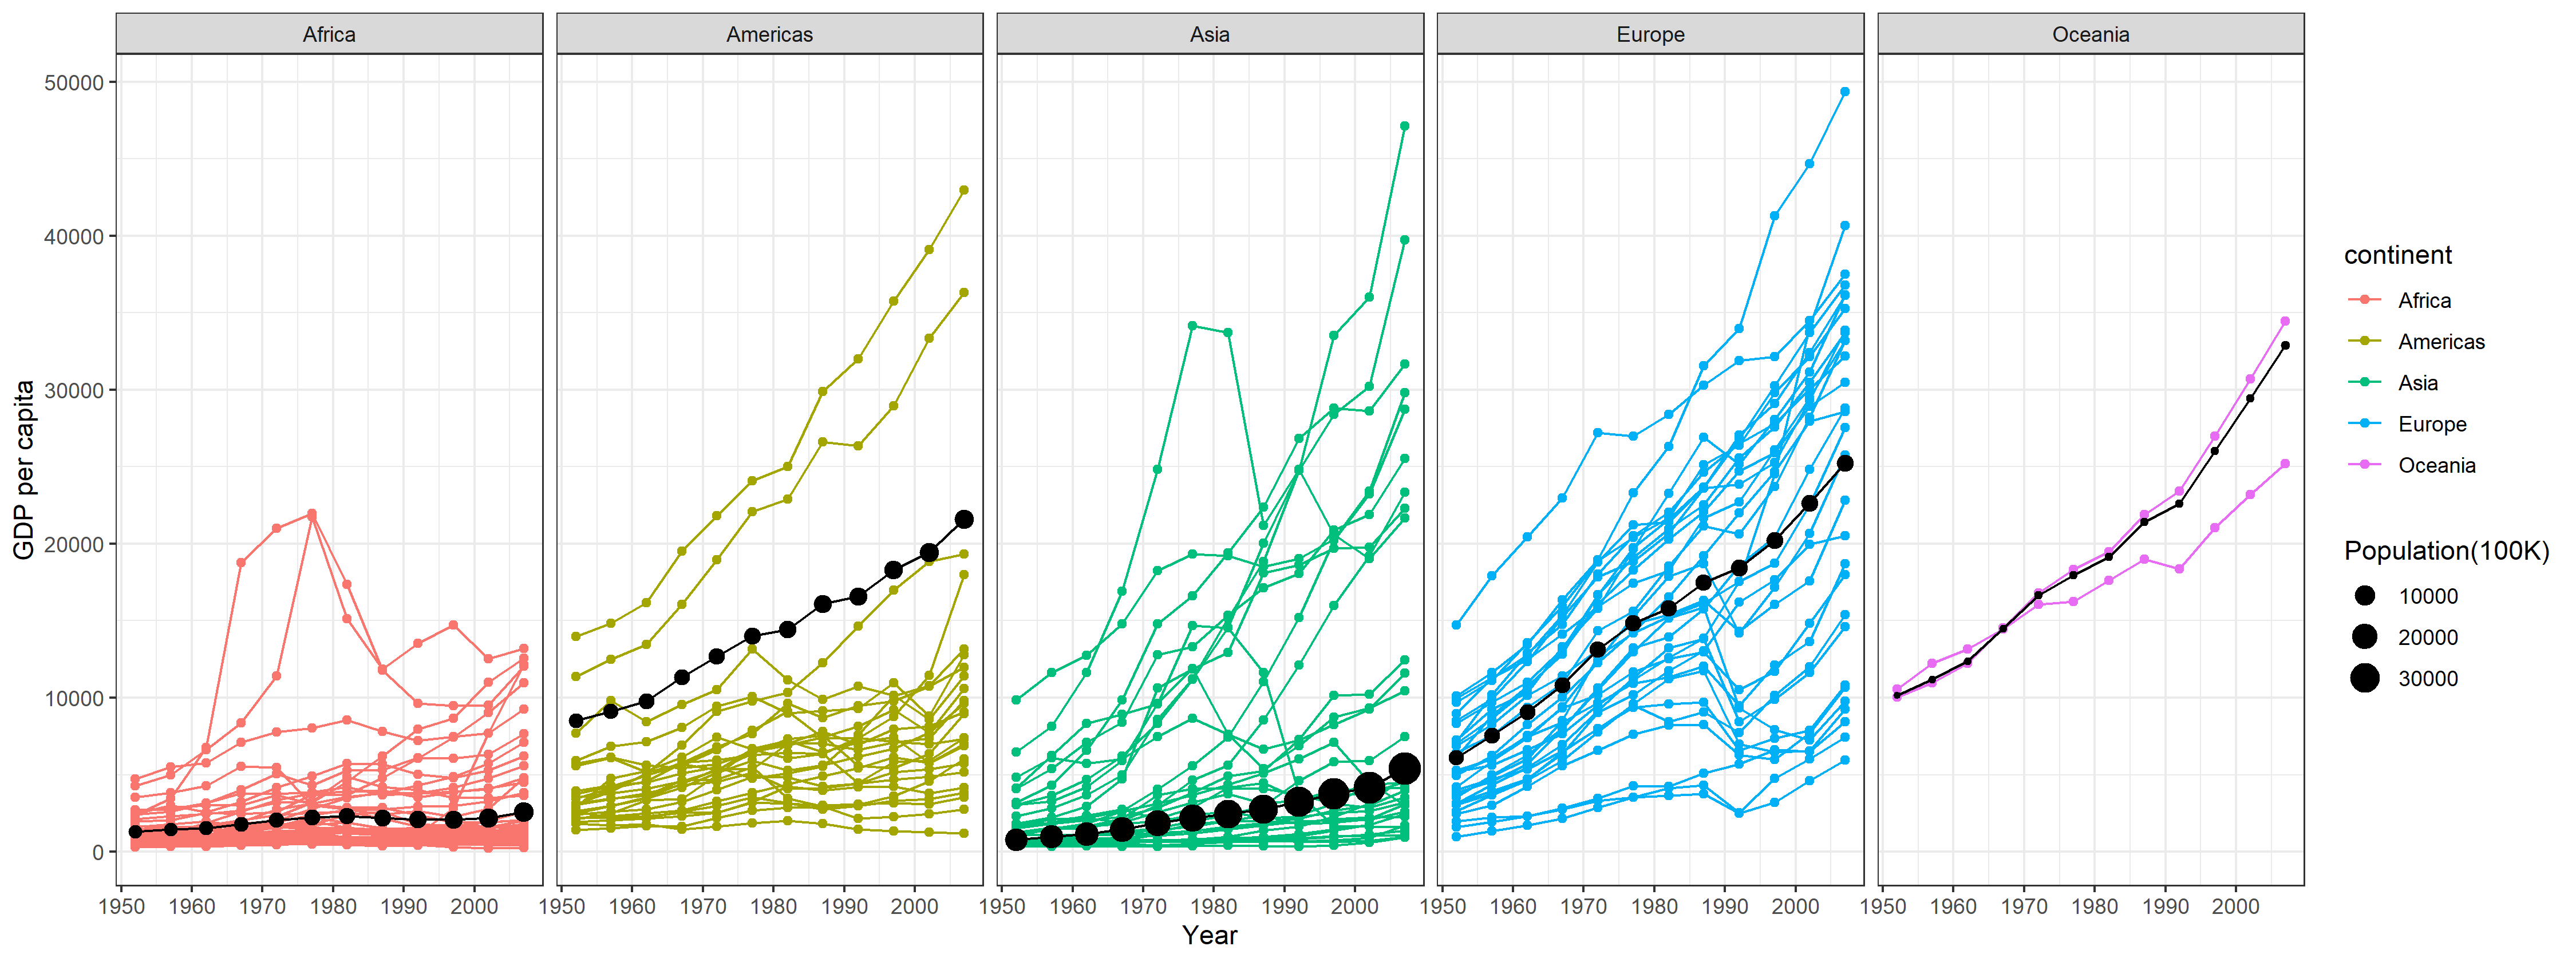 Africa
Americas
Asia
Europe
Oceania
GDP per capita
50000
40000
30000
20000
10000
0
1950 1960 1970 1980 1990 2000
1950 1960 1970 1980 1990 2000
1950 1960 1970 1980 1990 2000
1950 1960 1970 1980 1990 2000
1950 1960 1970 1980 1990 2000
Year
continent
Africa
Americas
Asia
Europe
Oceania
Population(100K)
10000
20000
30000